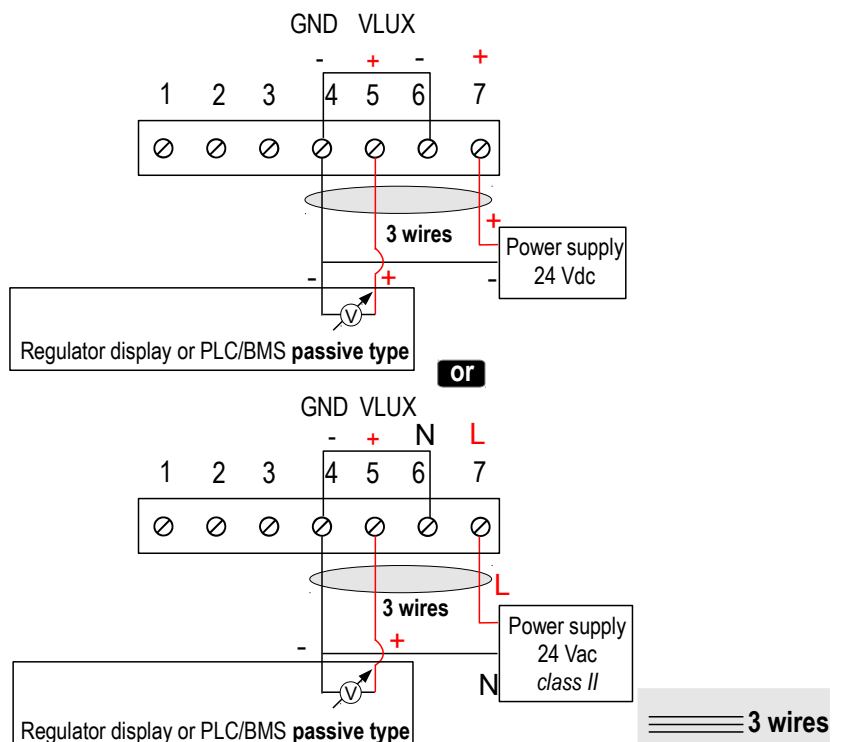 GND VLUX
- + - +
1 2 3 4 5 6 7
3 wires
+
Power supply
24 Vdc
- + -
V
Regulator display or PLC/BMS passive type
or
GND VLUX
- + N L
1 2 3 4 5 6 7
L
3 wires
Power supply
24 Vac
class II
- +
N
V
Regulator display or PLC/BMS passive type
3 wires